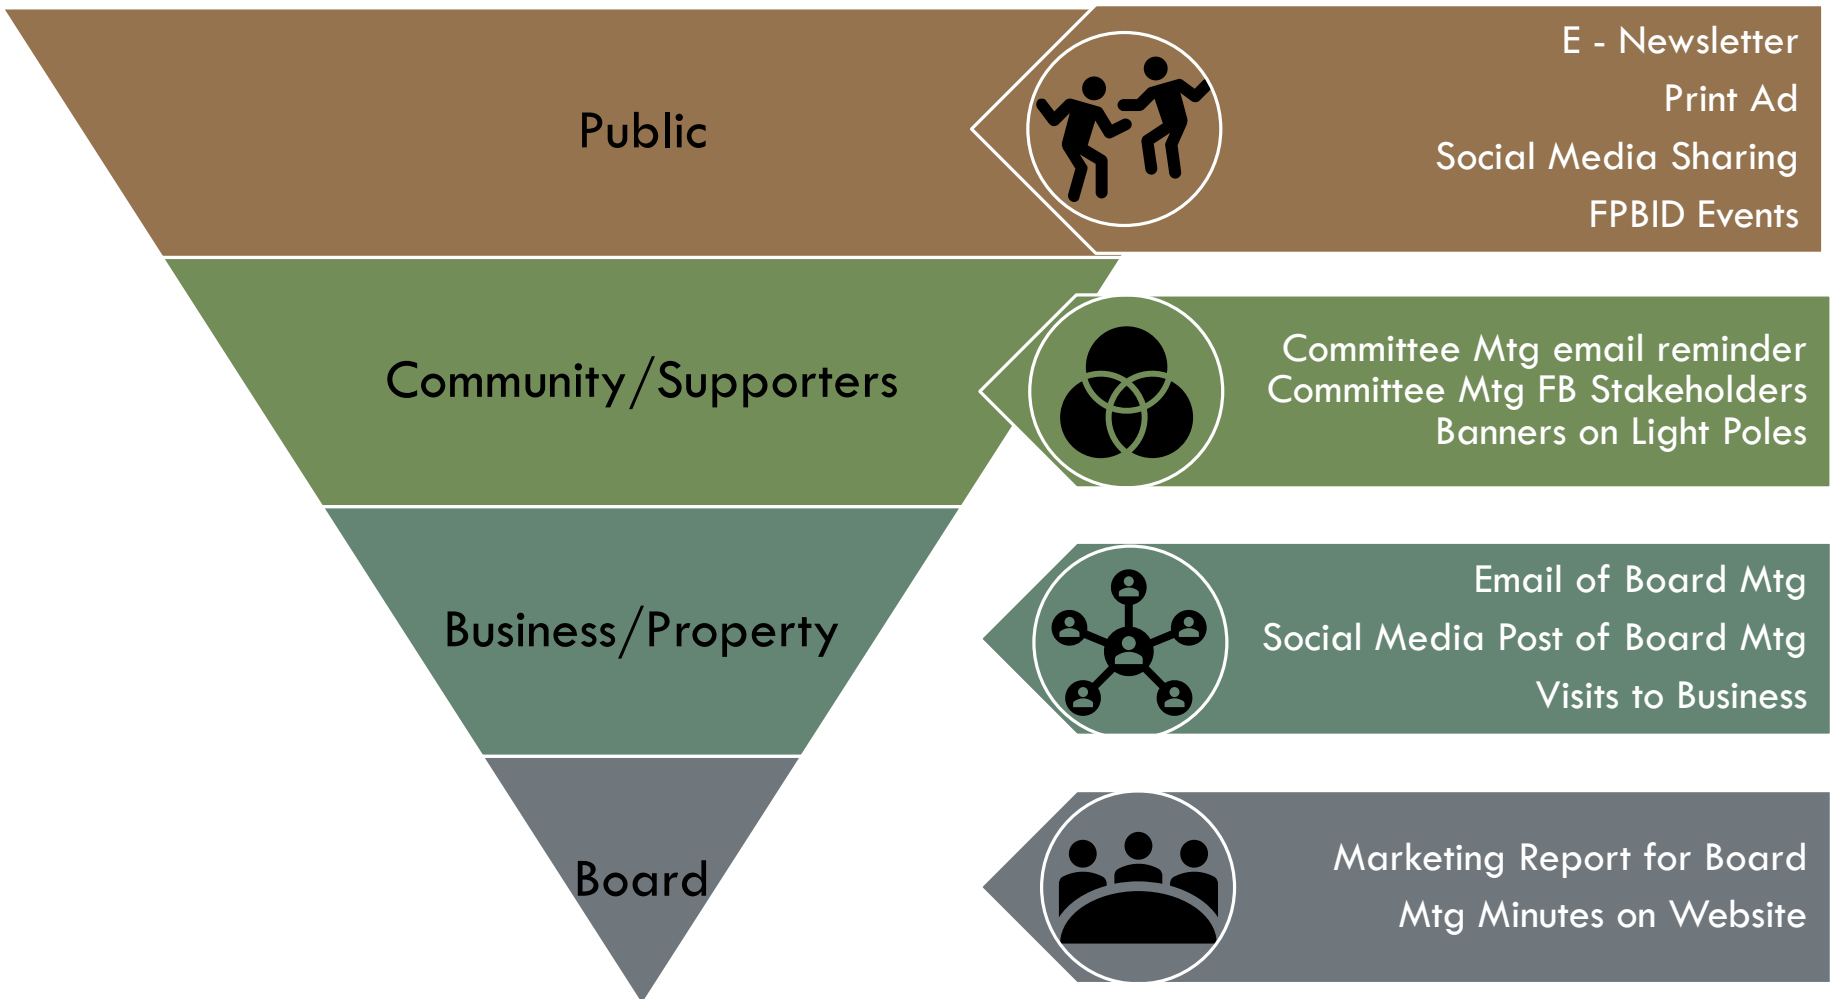 Public
E - Newsletter
Print Ad
Social Media Sharing
FPBID Events
Community/Supporters
Committee Mtg email reminder
Committee Mtg FB Stakeholders
Banners on Light Poles
Business/Property
Email of Board Mtg
Social Media Post of Board Mtg
Visits to Business
Board
Marketing Report for Board
Mtg Minutes on Website